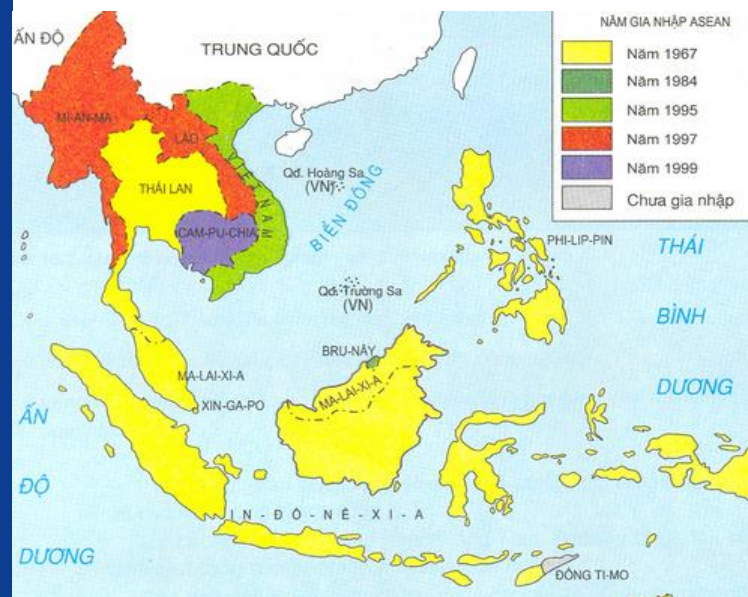 ẤN ĐỘ
TRUNG QUỐC
NĂM GIA NHẬP ASEAN
Năm 1967
Năm 1984
Năm 1995
Năm 1997
Năm 1999
Chưa gia nhập
MI-AN-MA
LÀO
THÁI LAN
VIỆT NAM
CAM-PU-CHIA
Qđ. Hoàng Sa
(VN)
BIỂN ĐÔNG
Qđ. Trường Sa
(VN)
PHI-LIP-PIN
THÁI
BÌNH
DƯƠNG
BRU-NÂY
MA-LAI-XI-A
MA-LAI-XI-A
XIN-GA-PO
ẤN
ĐỘ
DƯƠNG
IN-ĐÔ-NÊ-XI-A
ĐÔNG TI-MO